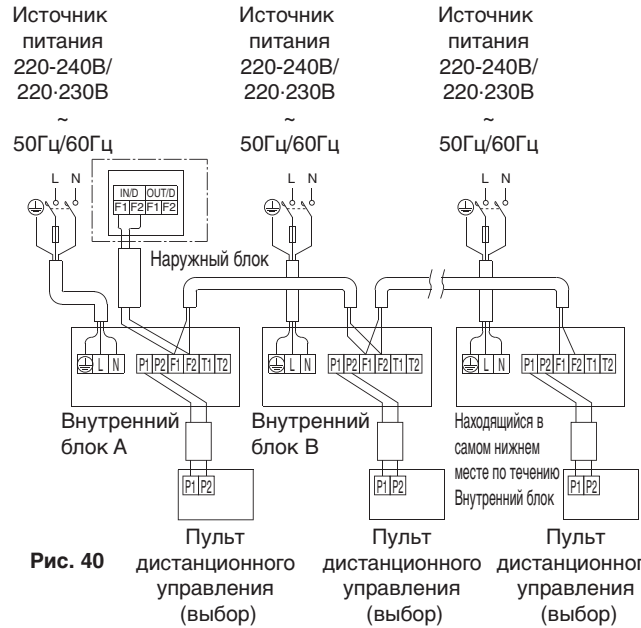 Источник
питания
220-240В/
220·230В
~
50Гц/60Гц
Источник
питания
220-240В/
220·230В
~
50Гц/60Гц
Источник
питания
220-240В/
220·230В
~
50Гц/60Гц
L N
L N
L N
IN/D OUT/D
F1 F2 F1 F2
Наружный блок
L N
P1 P2 F1 F2 T1 T2
L N
P1 P2 F1 F2 T1 T2
L N
P1 P2 F1 F2 T1 T2
Внутренний
блок A
Внутренний
блок B
Находящийся в
самом нижнем
месте по течению
Внутренний блок
P1 P2
P1 P2
P1 P2
Рис. 40
Пульт
дистанционного
управления
(выбор)
Пульт
дистанционного
управления
(выбор)
Пульт
дистанционног
управления
(выбор)